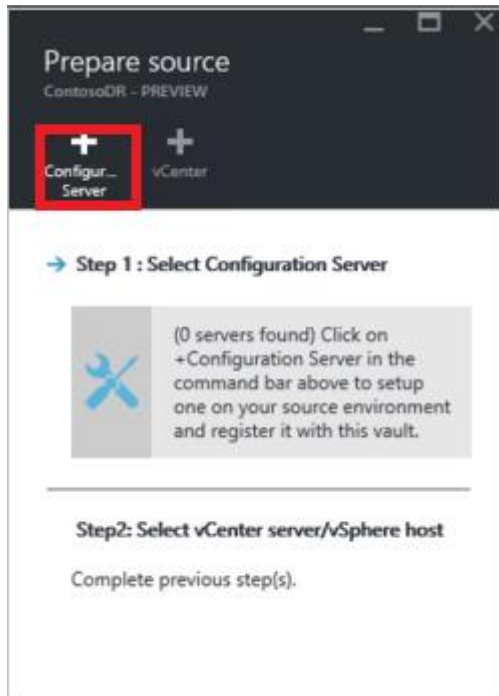 Prepare source
ContosoDR - PREVIEW
Configur...
Server
vCenter
Step 1 : Select Configuration Server
(0 servers found) Click on
+Configuration Server in the
command bar above to setup
one on your source environment
and register it with this vault.
Step2: Select vCenter server/vSphere host
Complete previous step(s).